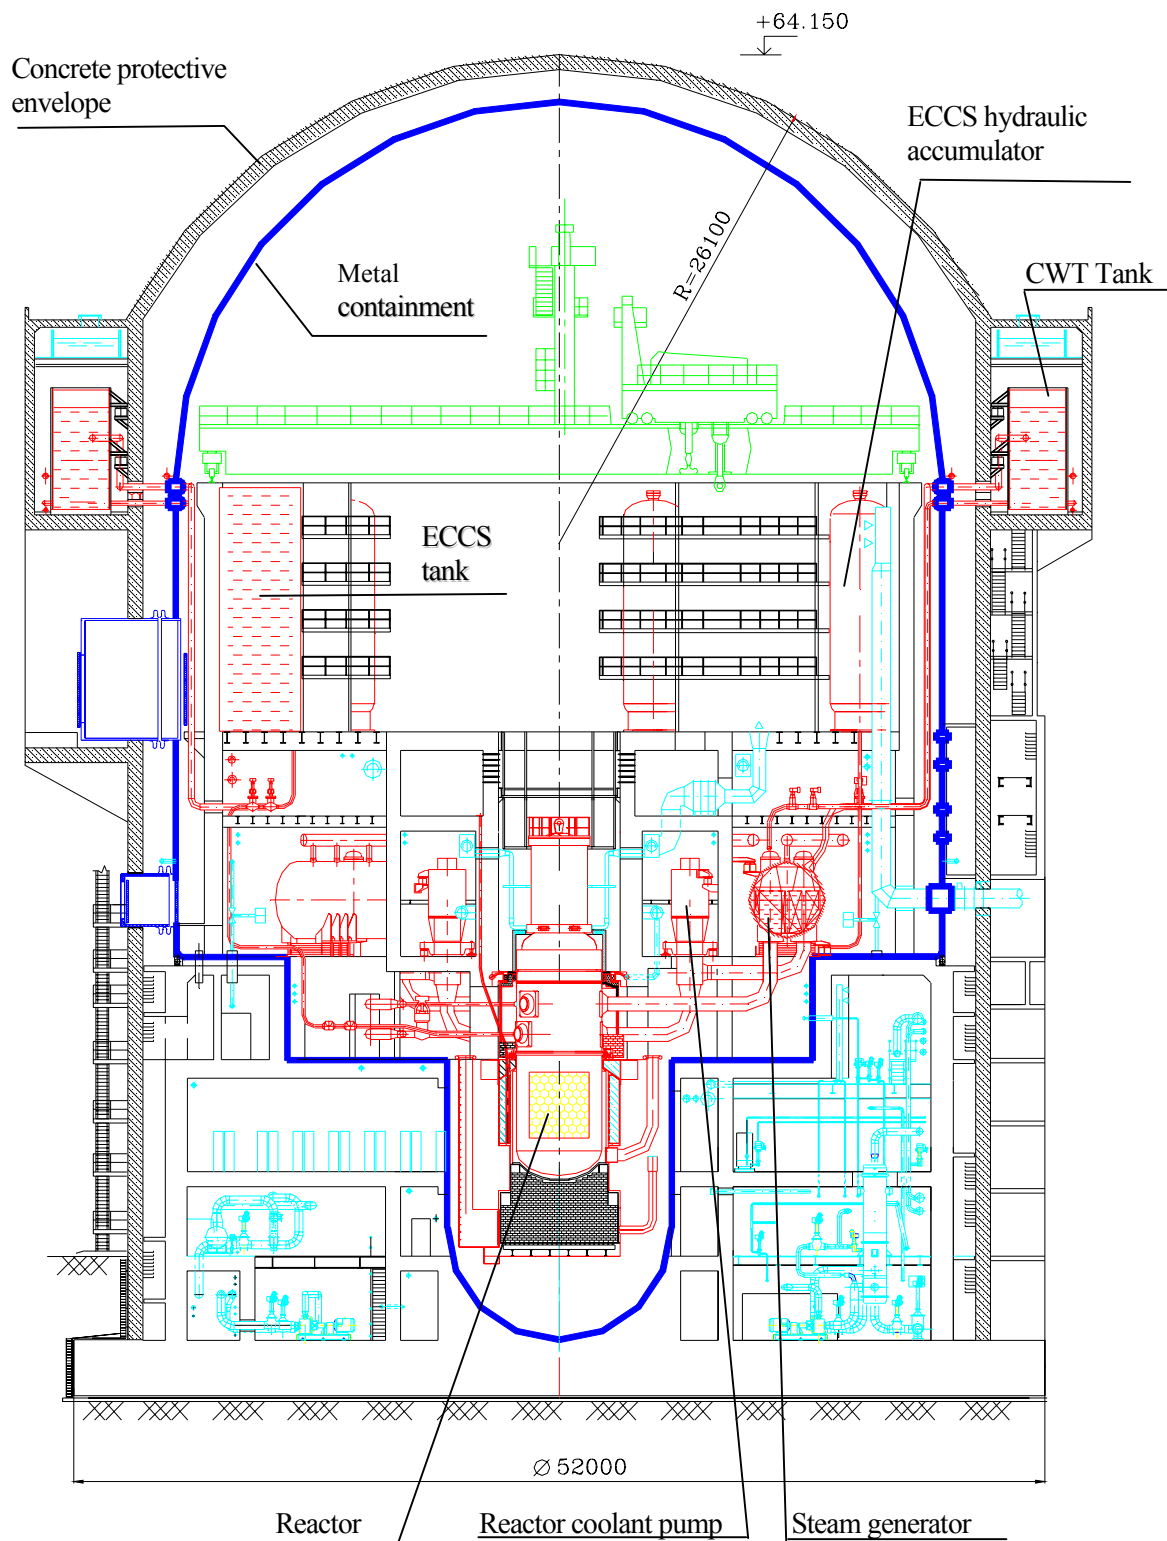 +64.150
Concrete protective
envelope
ECCS hydraulic
accumulator
R=26100
Metal
containment
CWT Tank
ECCS
tank
Ø 52000
Reactor
Reactor coolant pump
Steam generator